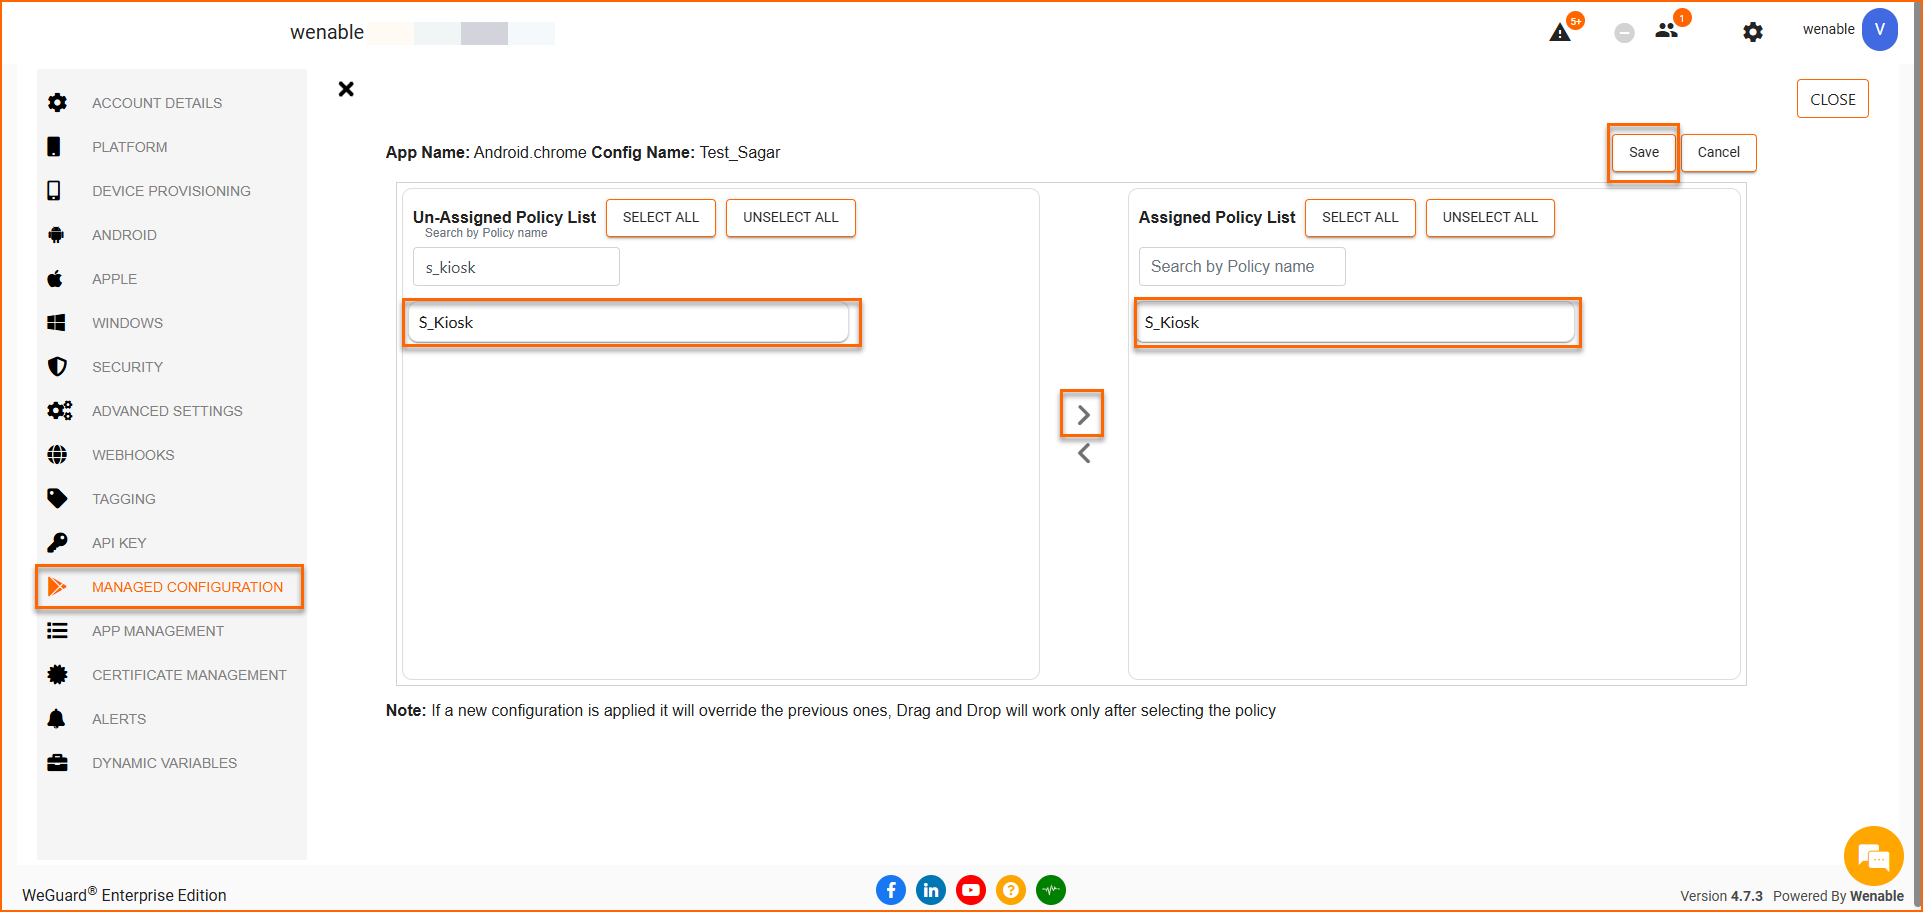 wenable
5+
1
wenable
V
ACCOUNT DETAILS
PLATFORM
DEVICE PROVISIONING
ANDROID
APPLE
WINDOWS
SECURITY
ADVANCED SETTINGS
WEBHOOKS
TAGGING
API KEY
MANAGED CONFIGURATION
APP MANAGEMENT
CERTIFICATE MANAGEMENT
ALERTS
DYNAMIC VARIABLES
CLOSE
App Name: Android.chrome Config Name: Test_Sagar
Save
Cancel
Un-Assigned Policy List
SELECT ALL
UNSELECT ALL
Search by Policy name
s_kiosk
S_Kiosk
Assigned Policy List
SELECT ALL
UNSELECT ALL
Search by Policy name
S_Kiosk
Note: If a new configuration is applied it will override the previous ones, Drag and Drop will work only after selecting the policy
WeGuard® Enterprise Edition
f
in
?
Version 4.7.3 Powered By Wenable